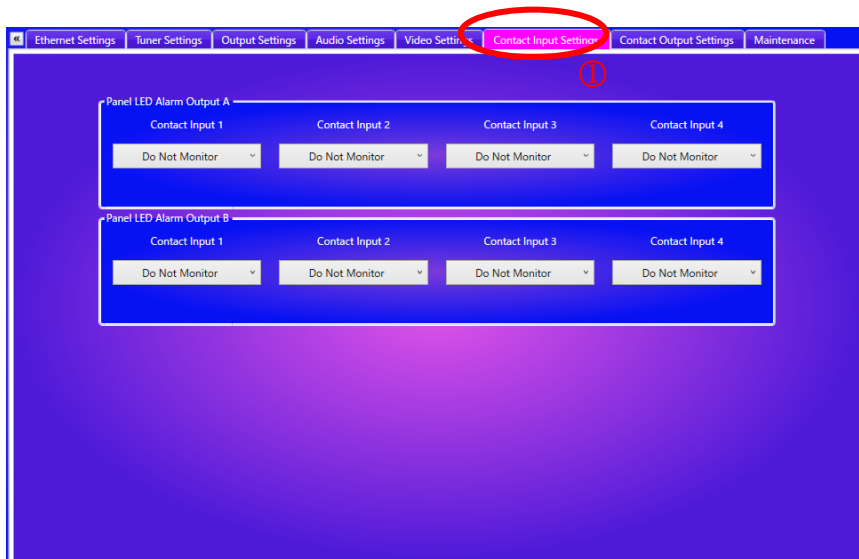 « Ethernet Settings Tuner Settings Output Settings Audio Settings Video Settings Contact Input Settings Contact Output Settings Maintenance
①
Panel LED Alarm Output A
Contact Input 1 Contact Input 2 Contact Input 3 Contact Input 4
Do Not Monitor Do Not Monitor Do Not Monitor Do Not Monitor
Panel LED Alarm Output B
Contact Input 1 Contact Input 2 Contact Input 3 Contact Input 4
Do Not Monitor Do Not Monitor Do Not Monitor Do Not Monitor